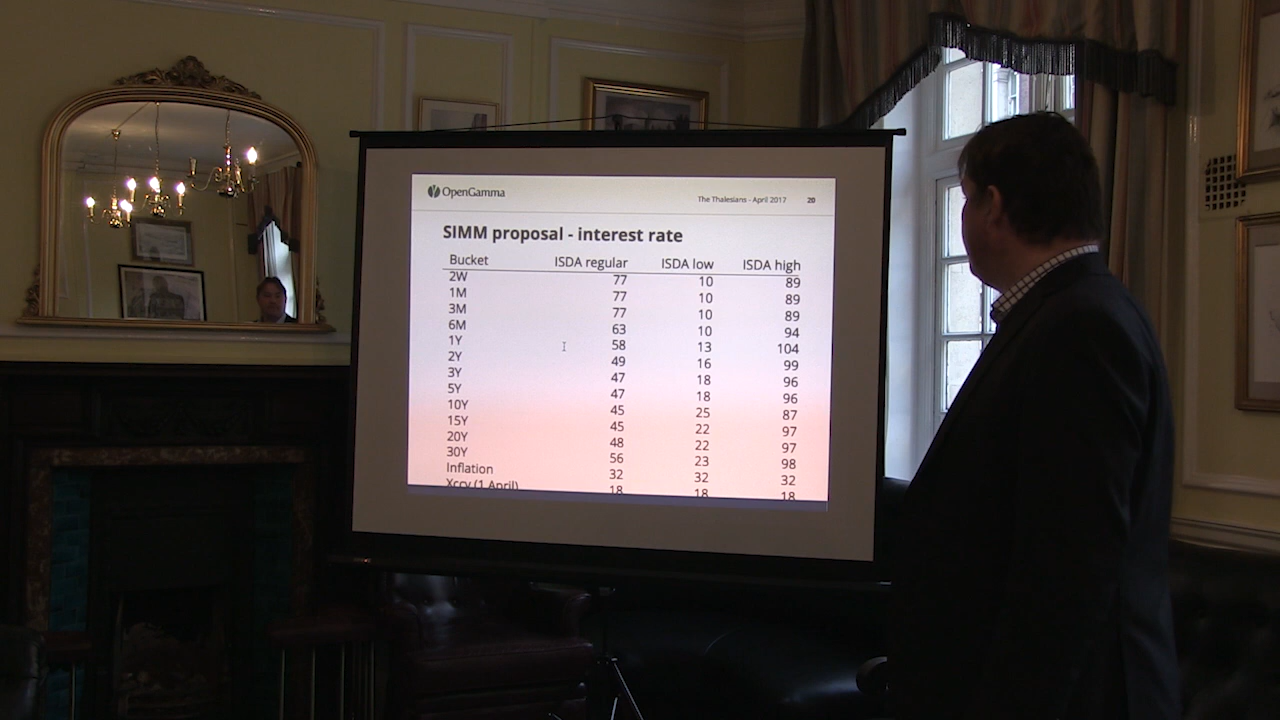 OpenGamma The Thalesians - April 2017 20
SIMM proposal - interest rate
Bucket ISDA regular ISDA low ISDA high
2W 77 10 89
1M 77 10 89
3M 77 10 89
6M 63 10 94
1Y 58 13 104
2Y 49 16 99
3Y 47 18 96
5Y 47 18 96
10Y 45 25 87
15Y 45 22 97
20Y 48 22 97
30Y 56 23 98
Inflation 32 32 32
Xccy (1 April) 18 18 18